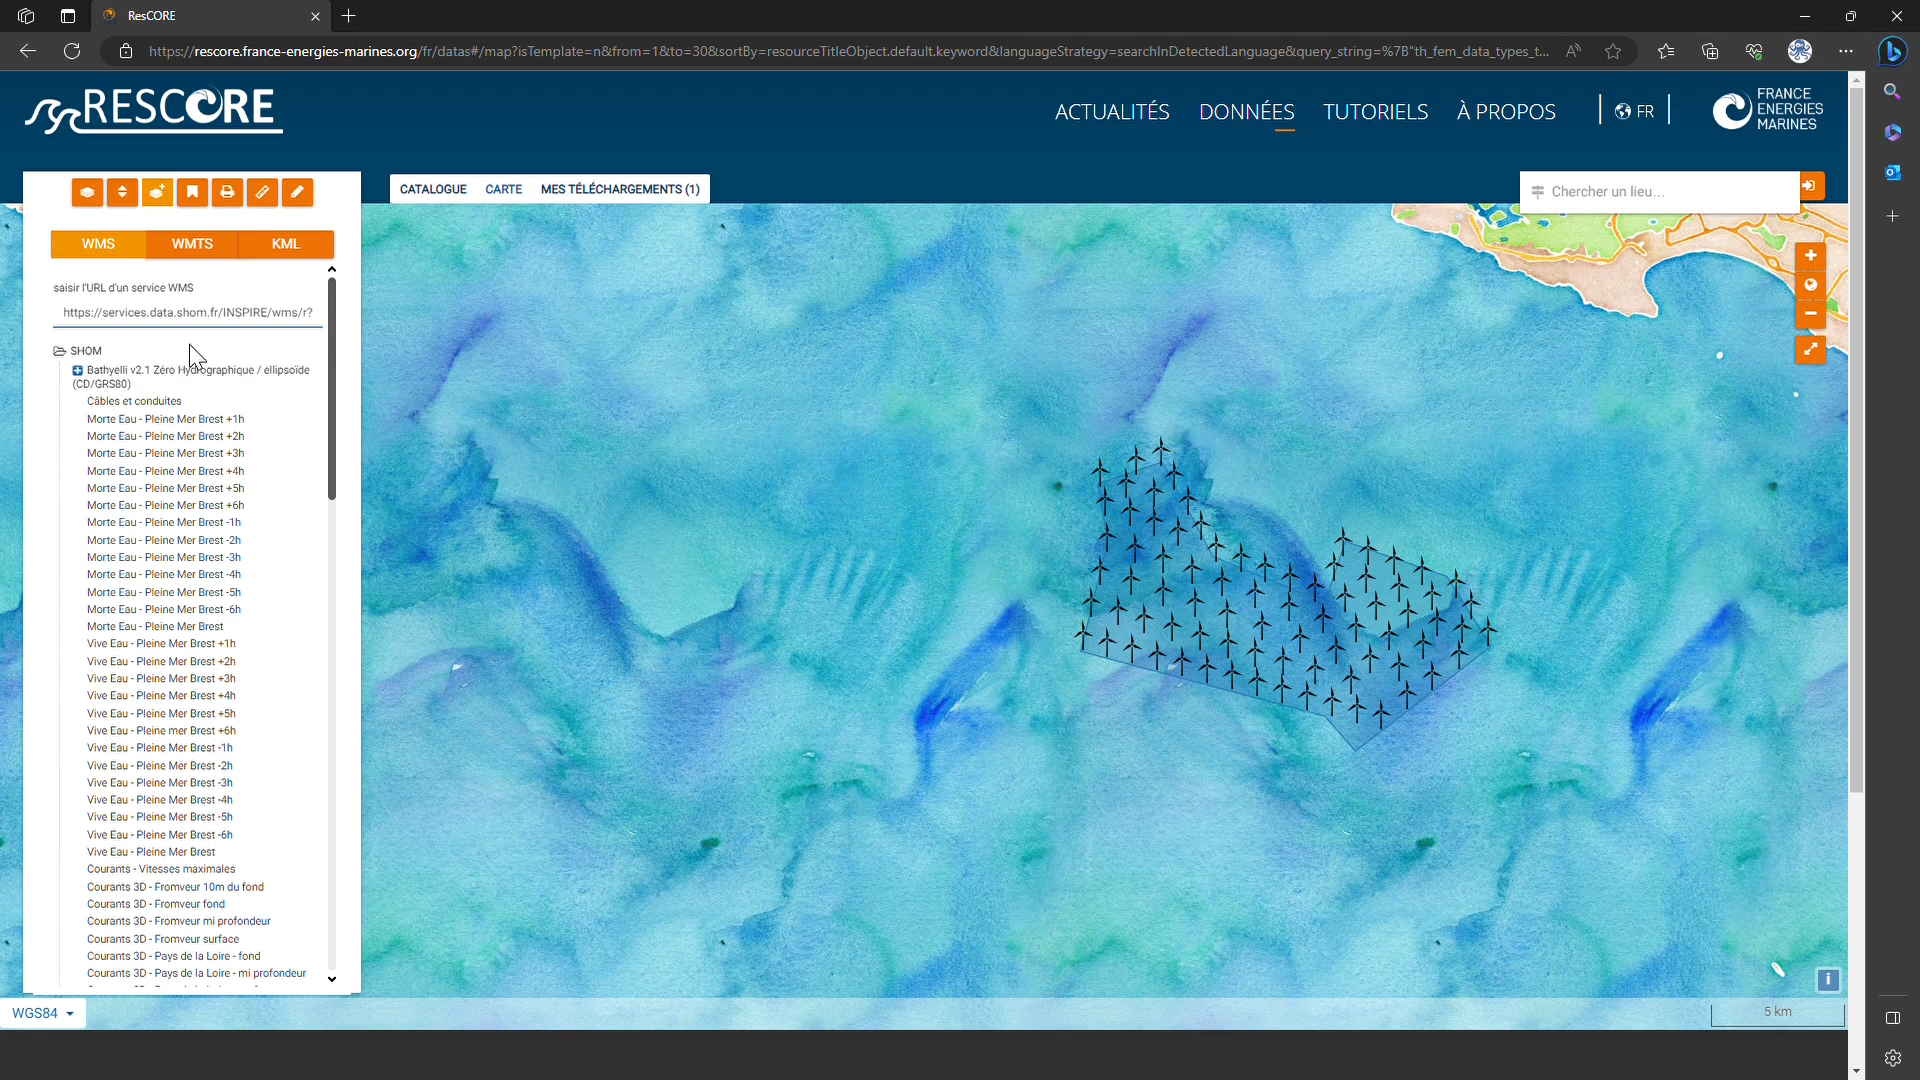 ResCORE
https://rescore.france-energies-marines.org/fr/datas#/map?isTemplate=n&from=1&to=30&sortBy=resourceTitleObject.default.keyword&languageStrategy=searchInDetectedLanguage&query_string=%7B"th_fem_data_types_t...
RESCORE
ACTUALITÉS
DONNÉES
TUTORIELS
À PROPOS
FR
FRANCE
ENERGIES
MARINES
CATALOGUE
CARTE
MES TÉLÉCHARGEMENTS (1)
Chercher un lieu...
WMS
WMTS
KML
saisir l'URL d'un service WMS
https://services.data.shom.fr/INSPIRE/wms/r?
SHOM
Bathyelli v2.1 Zéro Hydrographique / ellipsoïde
(CD/GRS80)
Câbles et conduites
Morte Eau - Pleine Mer Brest +1h
Morte Eau - Pleine Mer Brest +2h
Morte Eau - Pleine Mer Brest +3h
Morte Eau - Pleine Mer Brest +4h
Morte Eau - Pleine Mer Brest +5h
Morte Eau - Pleine Mer Brest +6h
Morte Eau - Pleine Mer Brest -1h
Morte Eau - Pleine Mer Brest -2h
Morte Eau - Pleine Mer Brest -3h
Morte Eau - Pleine Mer Brest -4h
Morte Eau - Pleine Mer Brest -5h
Morte Eau - Pleine Mer Brest -6h
Morte Eau - Pleine Mer Brest
Vive Eau - Pleine Mer Brest +1h
Vive Eau - Pleine Mer Brest +2h
Vive Eau - Pleine Mer Brest +3h
Vive Eau - Pleine Mer Brest +4h
Vive Eau - Pleine Mer Brest +5h
Vive Eau - Pleine mer Brest +6h
Vive Eau - Pleine Mer Brest -1h
Vive Eau - Pleine Mer Brest -2h
Vive Eau - Pleine Mer Brest -3h
Vive Eau - Pleine Mer Brest -4h
Vive Eau - Pleine Mer Brest -5h
Vive Eau - Pleine Mer Brest -6h
Vive Eau - Pleine Mer Brest
Courants - Vitesses maximales
Courants 3D - Fromveur 10m du fond
Courants 3D - Fromveur fond
Courants 3D - Fromveur mi profondeur
Courants 3D - Fromveur surface
Courants 3D - Pays de la Loire - fond
Courants 3D - Pays de la Loire - mi profondeur
WGS84
5 km